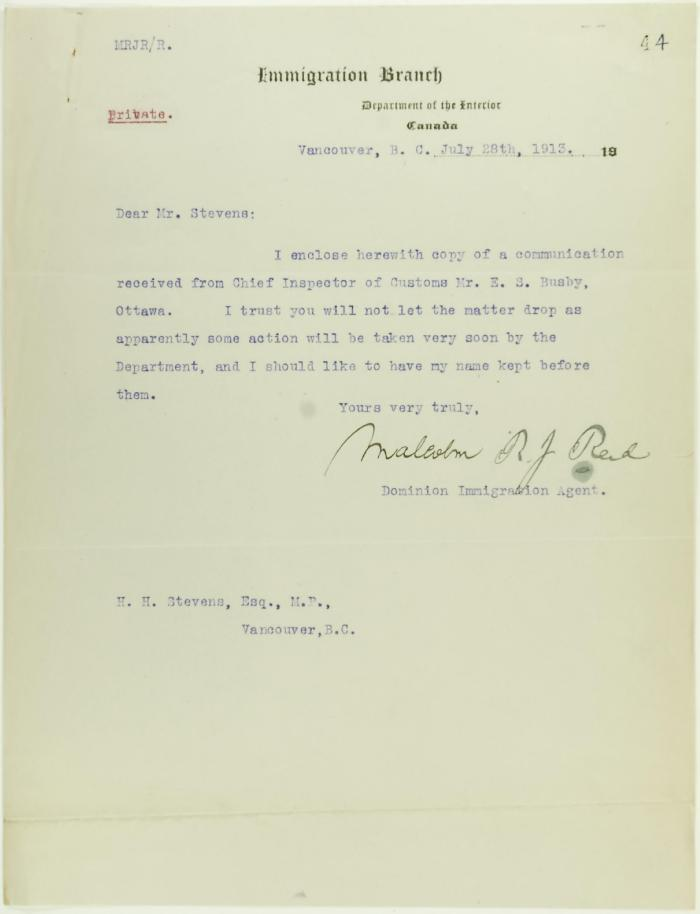 MRJR/R.
44
Immigration Branch
Department of the Interior
Private.
Canada
Vancouver, B. C. July 28th, 1913. 19
Dear Mr. Stevens:
I enclose herewith copy of a communication
received from Chief Inspector of Customs Mr. E. S. Busby,
Ottawa. I trust you will not let the matter drop as
apparently some action will be taken very soon by the
Department, and I should like to have my name kept before
them.
Yours very truly,
Malcolm R. J. Reid
Dominion Immigration Agent.
H. H. Stevens, Esq., M.P.,
Vancouver,B.C.